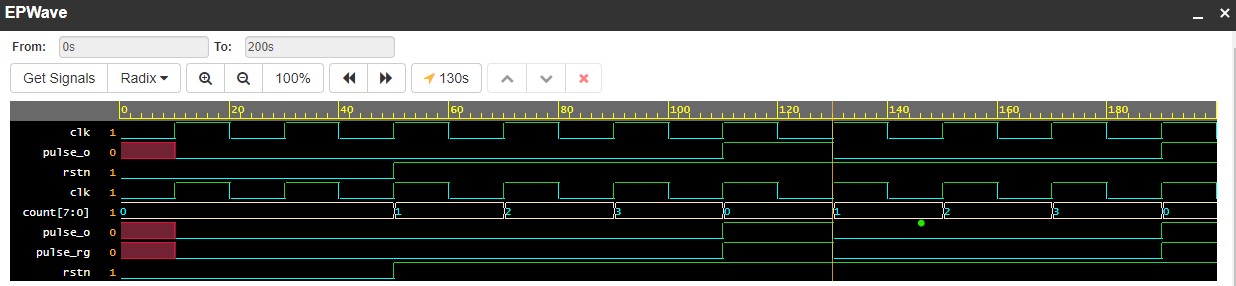 EPWave
From: 0s To: 200s
Get Signals Radix 100% 130s
0 20 40 60 80 100 120 140 160 180
clk 1
pulse_o 0
rstn 1
clk 1
count[7:0] 1 0 1 2 3 0 1 2 3 0
pulse_o 0
pulse_rg 0
rstn 1